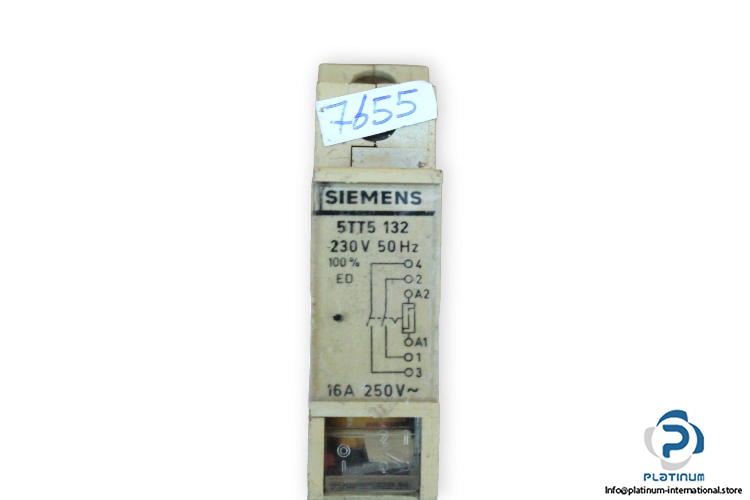 7655
SIEMENS
5TT5 132
230V 50Hz
100%
ED
4
2
A2
A1
1
3
16A 250V~
PLATINUM
Info@platinum-international.store